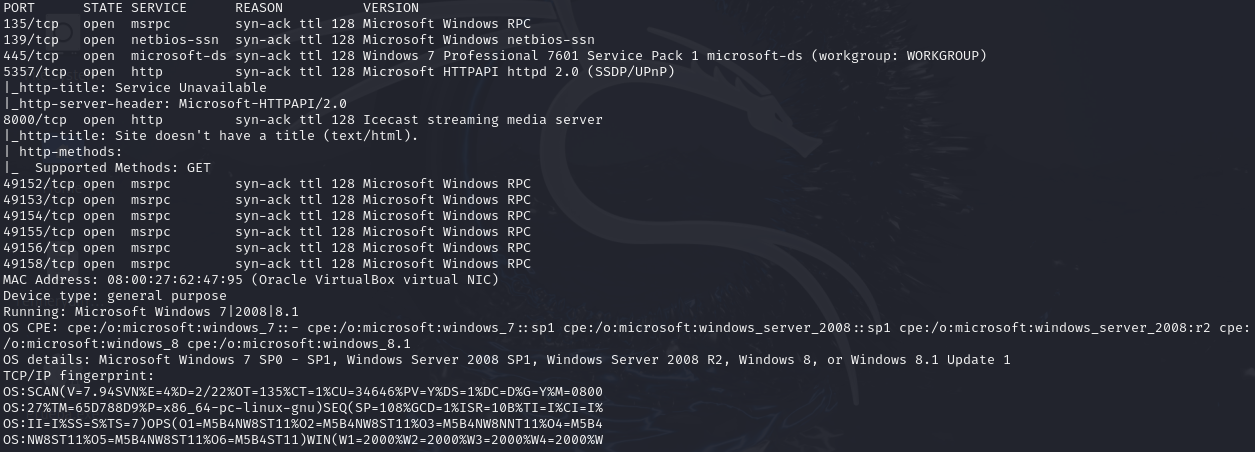 PORT      STATE SERVICE      REASON          VERSION
135/tcp   open  msrpc        syn-ack ttl 128 Microsoft Windows RPC
139/tcp   open  netbios-ssn  syn-ack ttl 128 Microsoft Windows netbios-ssn
445/tcp   open  microsoft-ds syn-ack ttl 128 Windows 7 Professional 7601 Service Pack 1 microsoft-ds (workgroup: WORKGROUP)
5357/tcp  open  http         syn-ack ttl 128 Microsoft HTTPAPI httpd 2.0 (SSDP/UPnP)
|_http-title: Service Unavailable
|_http-server-header: Microsoft-HTTPAPI/2.0
8000/tcp  open  http         syn-ack ttl 128 Icecast streaming media server
|_http-title: Site doesn't have a title (text/html).
| http-methods:
|_  Supported Methods: GET
49152/tcp open  msrpc        syn-ack ttl 128 Microsoft Windows RPC
49153/tcp open  msrpc        syn-ack ttl 128 Microsoft Windows RPC
49154/tcp open  msrpc        syn-ack ttl 128 Microsoft Windows RPC
49155/tcp open  msrpc        syn-ack ttl 128 Microsoft Windows RPC
49156/tcp open  msrpc        syn-ack ttl 128 Microsoft Windows RPC
49158/tcp open  msrpc        syn-ack ttl 128 Microsoft Windows RPC
MAC Address: 08:00:27:62:47:95 (Oracle VirtualBox virtual NIC)
Device type: general purpose
Running: Microsoft Windows 7|2008|8.1
OS CPE: cpe:/o:microsoft:windows_7::- cpe:/o:microsoft:windows_7::sp1 cpe:/o:microsoft:windows_server_2008::sp1 cpe:/o:microsoft:windows_server_2008:r2 cpe:
/o:microsoft:windows_8 cpe:/o:microsoft:windows_8.1
OS details: Microsoft Windows 7 SP0 - SP1, Windows Server 2008 SP1, Windows Server 2008 R2, Windows 8, or Windows 8.1 Update 1
TCP/IP fingerprint:
OS:SCAN(V=7.94SVN%E=4%D=2/22%OT=135%CT=1%CU=34646%PV=Y%DS=1%DC=D%G=Y%M=0800
OS:27%TM=65D788D9%P=x86_64-pc-linux-gnu)SEQ(SP=108%GCD=1%ISR=10B%TI=I%CI=I%
OS:II=I%SS=S%TS=7)OPS(O1=M5B4NW8ST11%O2=M5B4NW8ST11%O3=M5B4NW8NNT11%O4=M5B4
OS:NW8ST11%O5=M5B4NW8ST11%O6=M5B4ST11)WIN(W1=2000%W2=2000%W3=2000%W4=2000%W